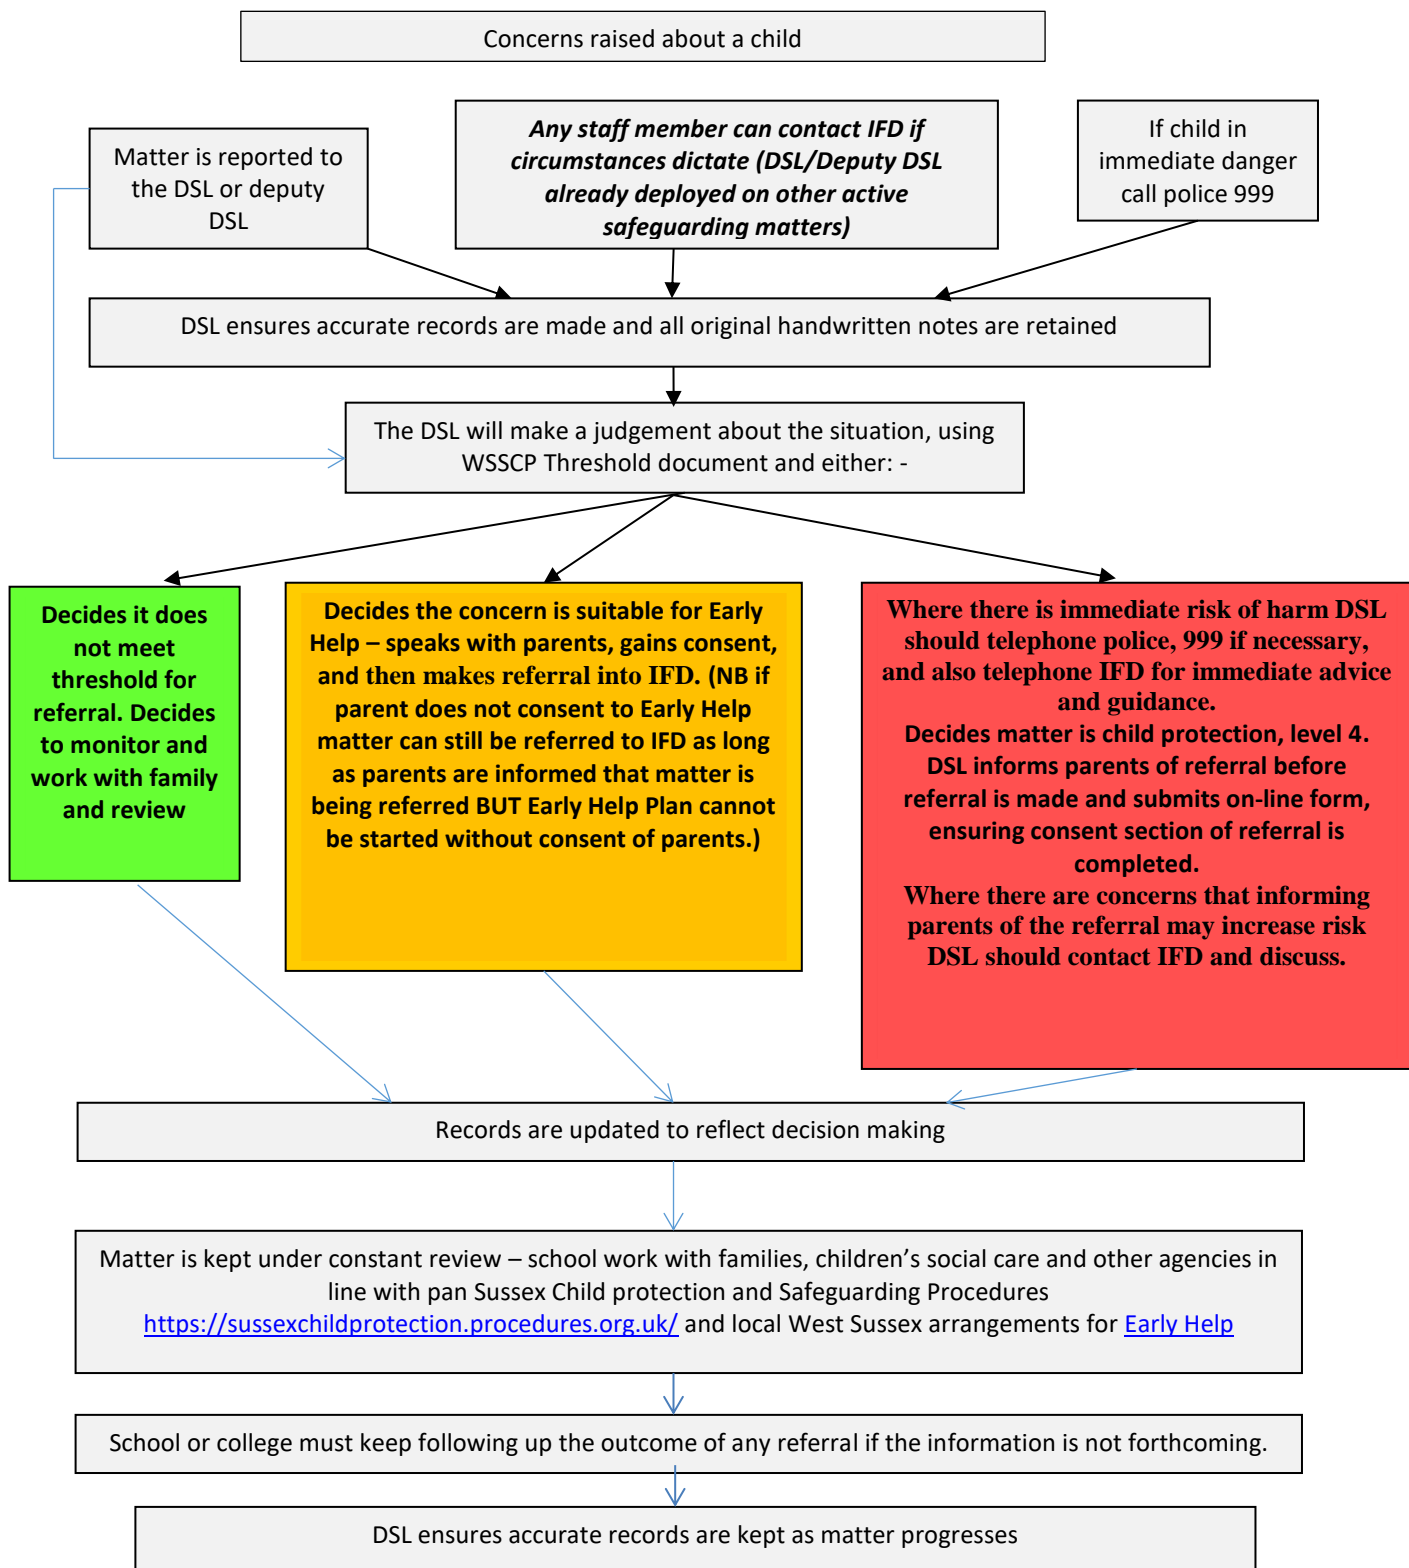 Concerns raised about a child
Matter is reported to
the DSL or deputy
DSL
Any staff member can contact IFD if
circumstances dictate (DSL/Deputy DSL
already deployed on other active
safeguarding matters)
If child in
immediate danger
call police 999
DSL ensures accurate records are made and all original handwritten notes are retained
The DSL will make a judgement about the situation, using
WSSCP Threshold document and either: -
Decides it does
not meet
threshold for
referral. Decides
to monitor and
work with family
and review
Decides the concern is suitable for Early
Help – speaks with parents, gains consent,
and then makes referral into IFD. (NB if
parent does not consent to Early Help
matter can still be referred to IFD as long
as parents are informed that matter is
being referred BUT Early Help Plan cannot
be started without consent of parents.)
Where there is immediate risk of harm DSL
should telephone police, 999 if necessary,
and also telephone IFD for immediate advice
and guidance.
Decides matter is child protection, level 4.
DSL informs parents of referral before
referral is made and submits on-line form,
ensuring consent section of referral is
completed.
Where there are concerns that informing
parents of the referral may increase risk
DSL should contact IFD and discuss.
Records are updated to reflect decision making
Matter is kept under constant review – school work with families, children’s social care and other agencies in
line with pan Sussex Child protection and Safeguarding Procedures
https://sussexchildprotection.procedures.org.uk/ and local West Sussex arrangements for Early Help
School or college must keep following up the outcome of any referral if the information is not forthcoming.
DSL ensures accurate records are kept as matter progresses